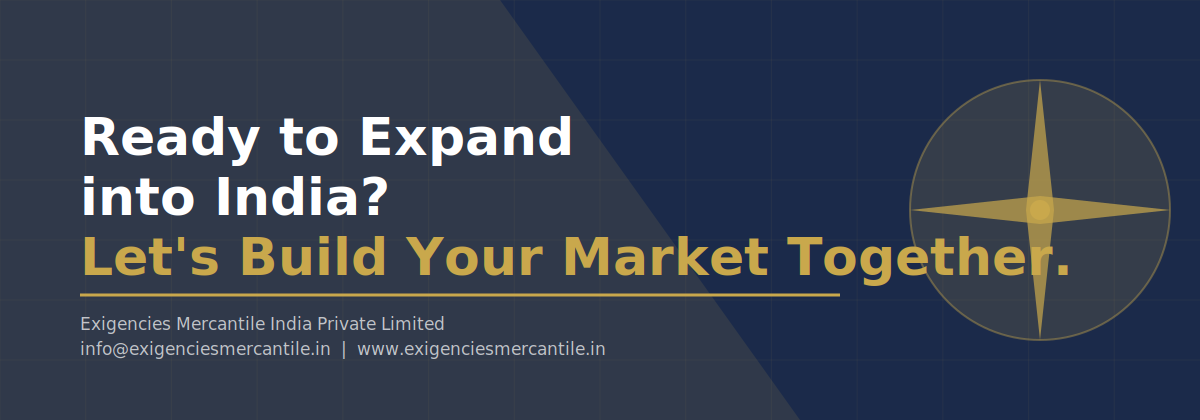 Ready to Expand
into India?
Let's Build Your Market Together.
Exigencies Mercantile India Private Limited
info@exigenciesmercantile.in | www.exigenciesmercantile.in